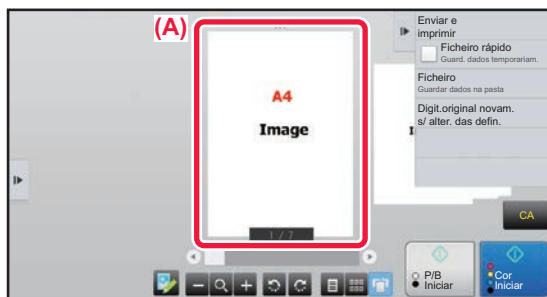 (A)
A4
Image
I
1 / 7
Enviar e
imprimir
Ficheiro rápido
Guard. dados temporariam.
Ficheiro
Guardar dados na pasta
Digit.original novam.
s/ alter. das defin.
CA
P/B
Iniciar
Cor
Iniciar